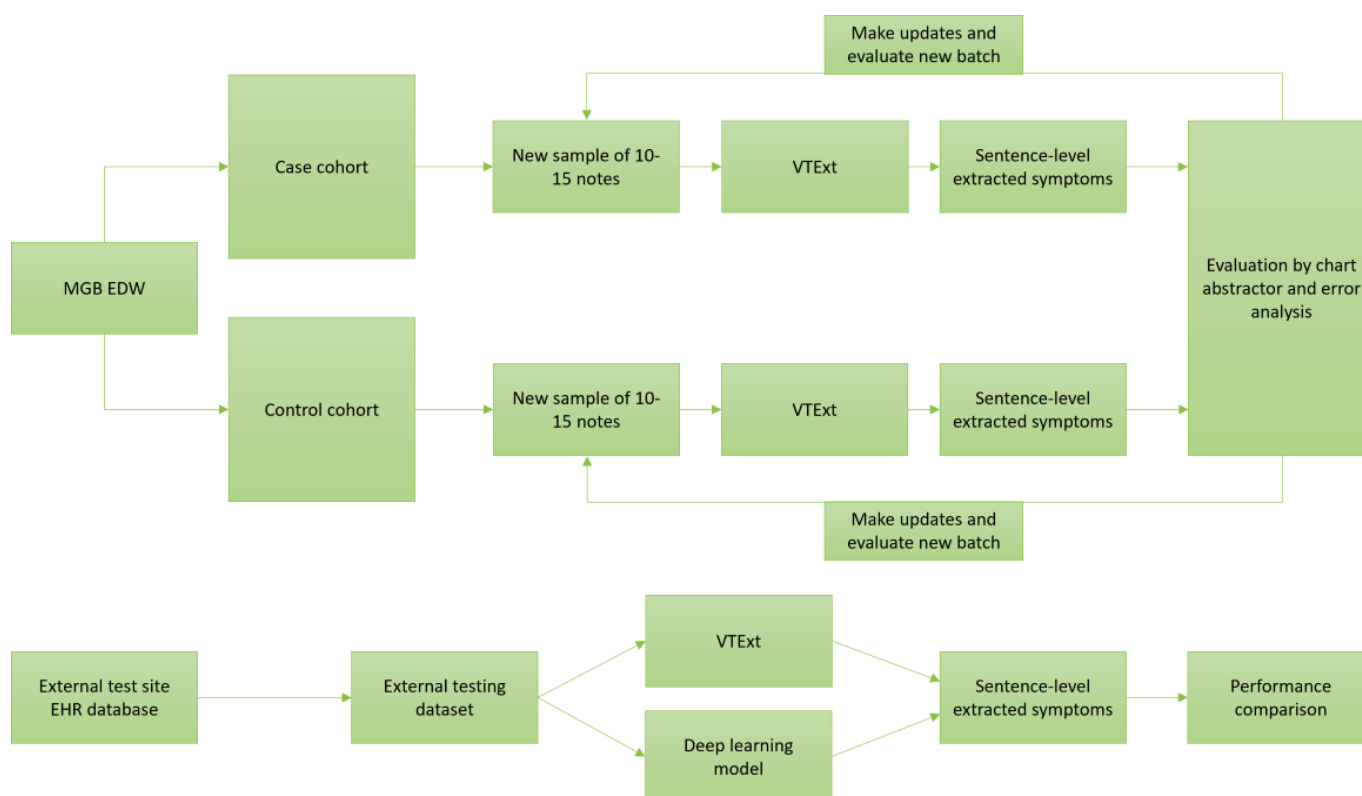 Make updates and
evaluate new batch
Case cohort
New sample of 10-
15 notes
VTExt
Sentence-level
extracted symptoms
MGB EDW
Evaluation by chart
abstractor and error
analysis
Control cohort
New sample of 10-
15 notes
VTExt
Sentence-level
extracted symptoms
Make updates and
evaluate new batch
VTExt
External test site
EHR database
External testing
dataset
Sentence-level
extracted symptoms
Performance
comparison
Deep learning
model